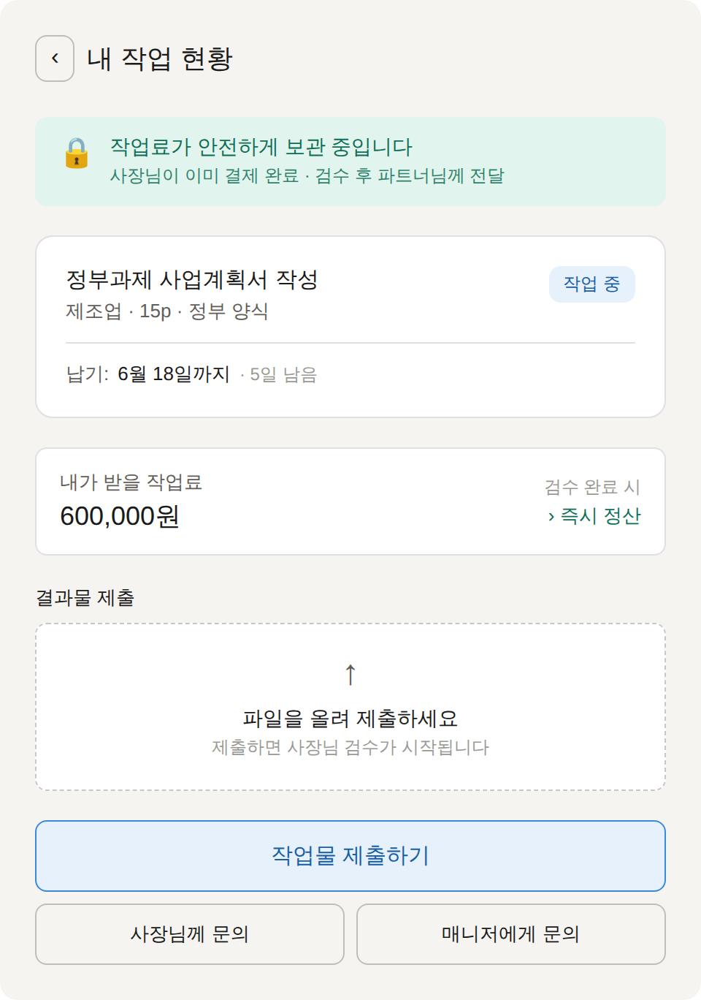 ‹ 내 작업 현황
작업료가 안전하게 보관 중입니다
사장님이 이미 결제 완료 · 검수 후 파트너님께 전달
정부과제 사업계획서 작성
작업 중
제조업 · 15p · 정부 양식
납기: 6월 18일까지 · 5일 남음
내가 받을 작업료
600,000원
검수 완료 시
› 즉시 정산
결과물 제출
↑
파일을 올려 제출하세요
제출하면 사장님 검수가 시작됩니다
작업물 제출하기
사장님께 문의
매니저에게 문의